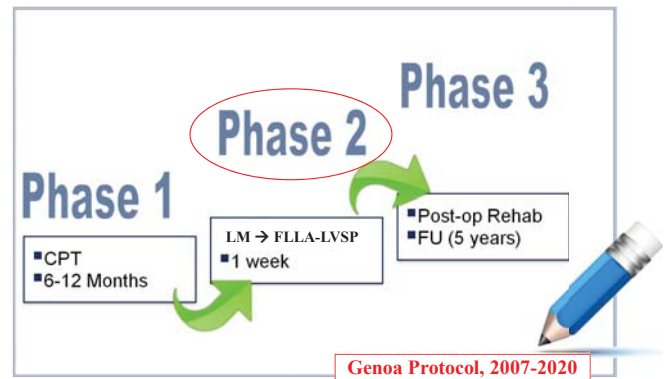 Phase 1
▪CPT
▪6-12 Months
Phase 2
LM → FLLA-LVSP
▪1 week
Phase 3
▪Post-op Rehab
▪FU (5 years)
Genoa Protocol, 2007-2020